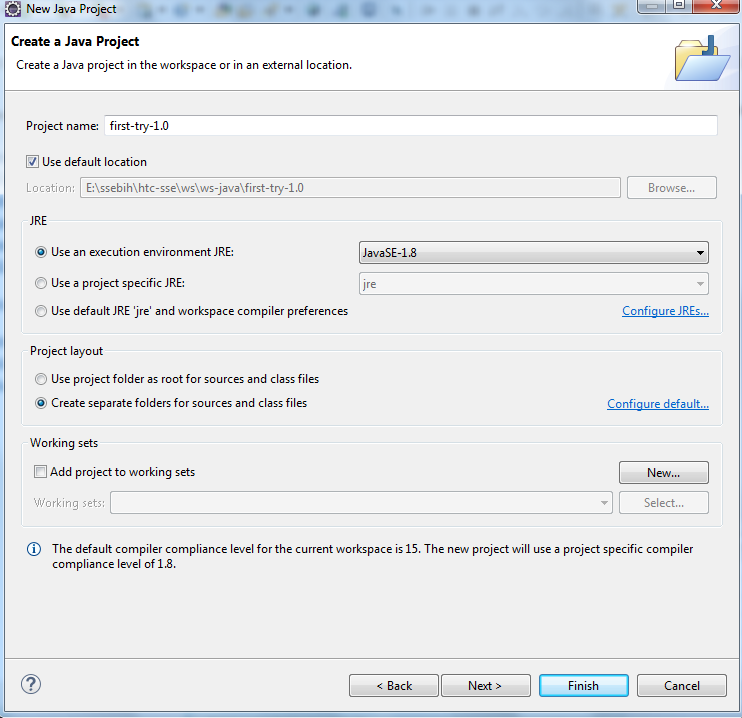 New Java Project
Create a Java Project
Create a Java project in the workspace or in an external location.
Project name: first-try-1.0
Use default location
Location: E:\ssebih\htc-sse\ws\ws-java\first-try-1.0 Browse...
JRE
Use an execution environment JRE: JavaSE-1.8
Use a project specific JRE: jre
Use default JRE 'jre' and workspace compiler preferences Configure JREs...
Project layout
Use project folder as root for sources and class files
Create separate folders for sources and class files Configure default...
Working sets
Add project to working sets New...
Working sets: Select...
The default compiler compliance level for the current workspace is 15. The new project will use a project specific compiler
compliance level of 1.8.
? < Back Next > Finish Cancel